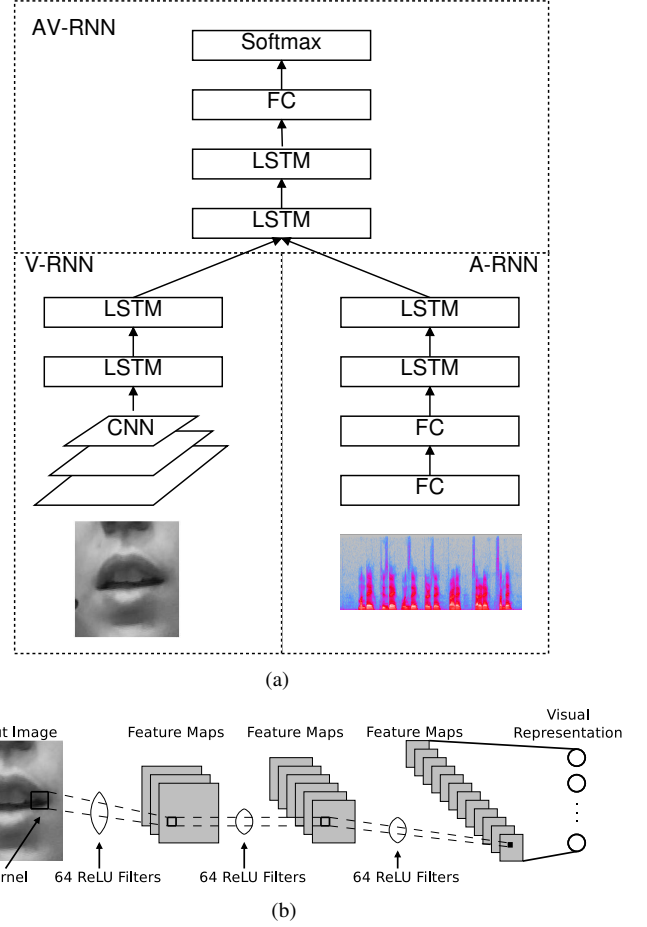 AV-RNN
Softmax
FC
LSTM
LSTM
V-RNN
A-RNN
LSTM
LSTM
CNN
LSTM
LSTM
FC
FC
(a)
Image
Feature Maps
Feature Maps
Feature Maps
Visual
Representation
64 ReLU Filters
64 ReLU Filters
64 ReLU Filters
(b)